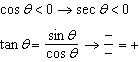 cos θ < 0 → sec θ < 0
tan θ = sin θ / cos θ → − / − = +